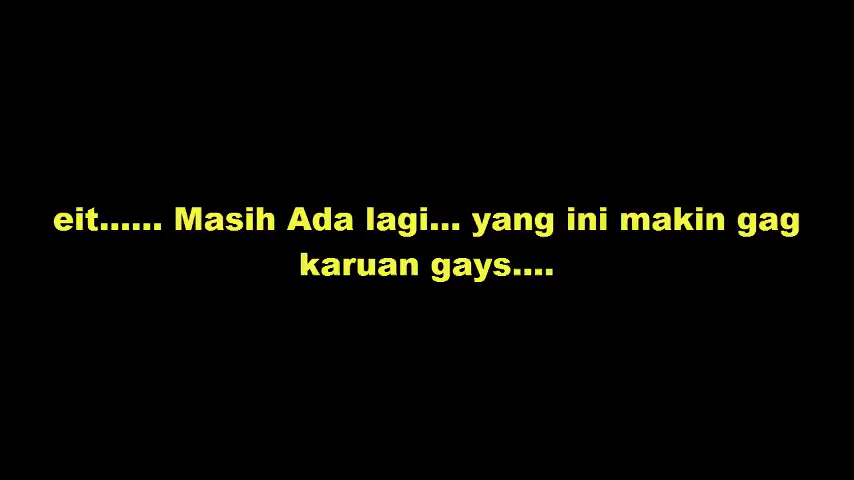 eit...... Masih Ada lagi... yang ini makin gag
karuan gays....